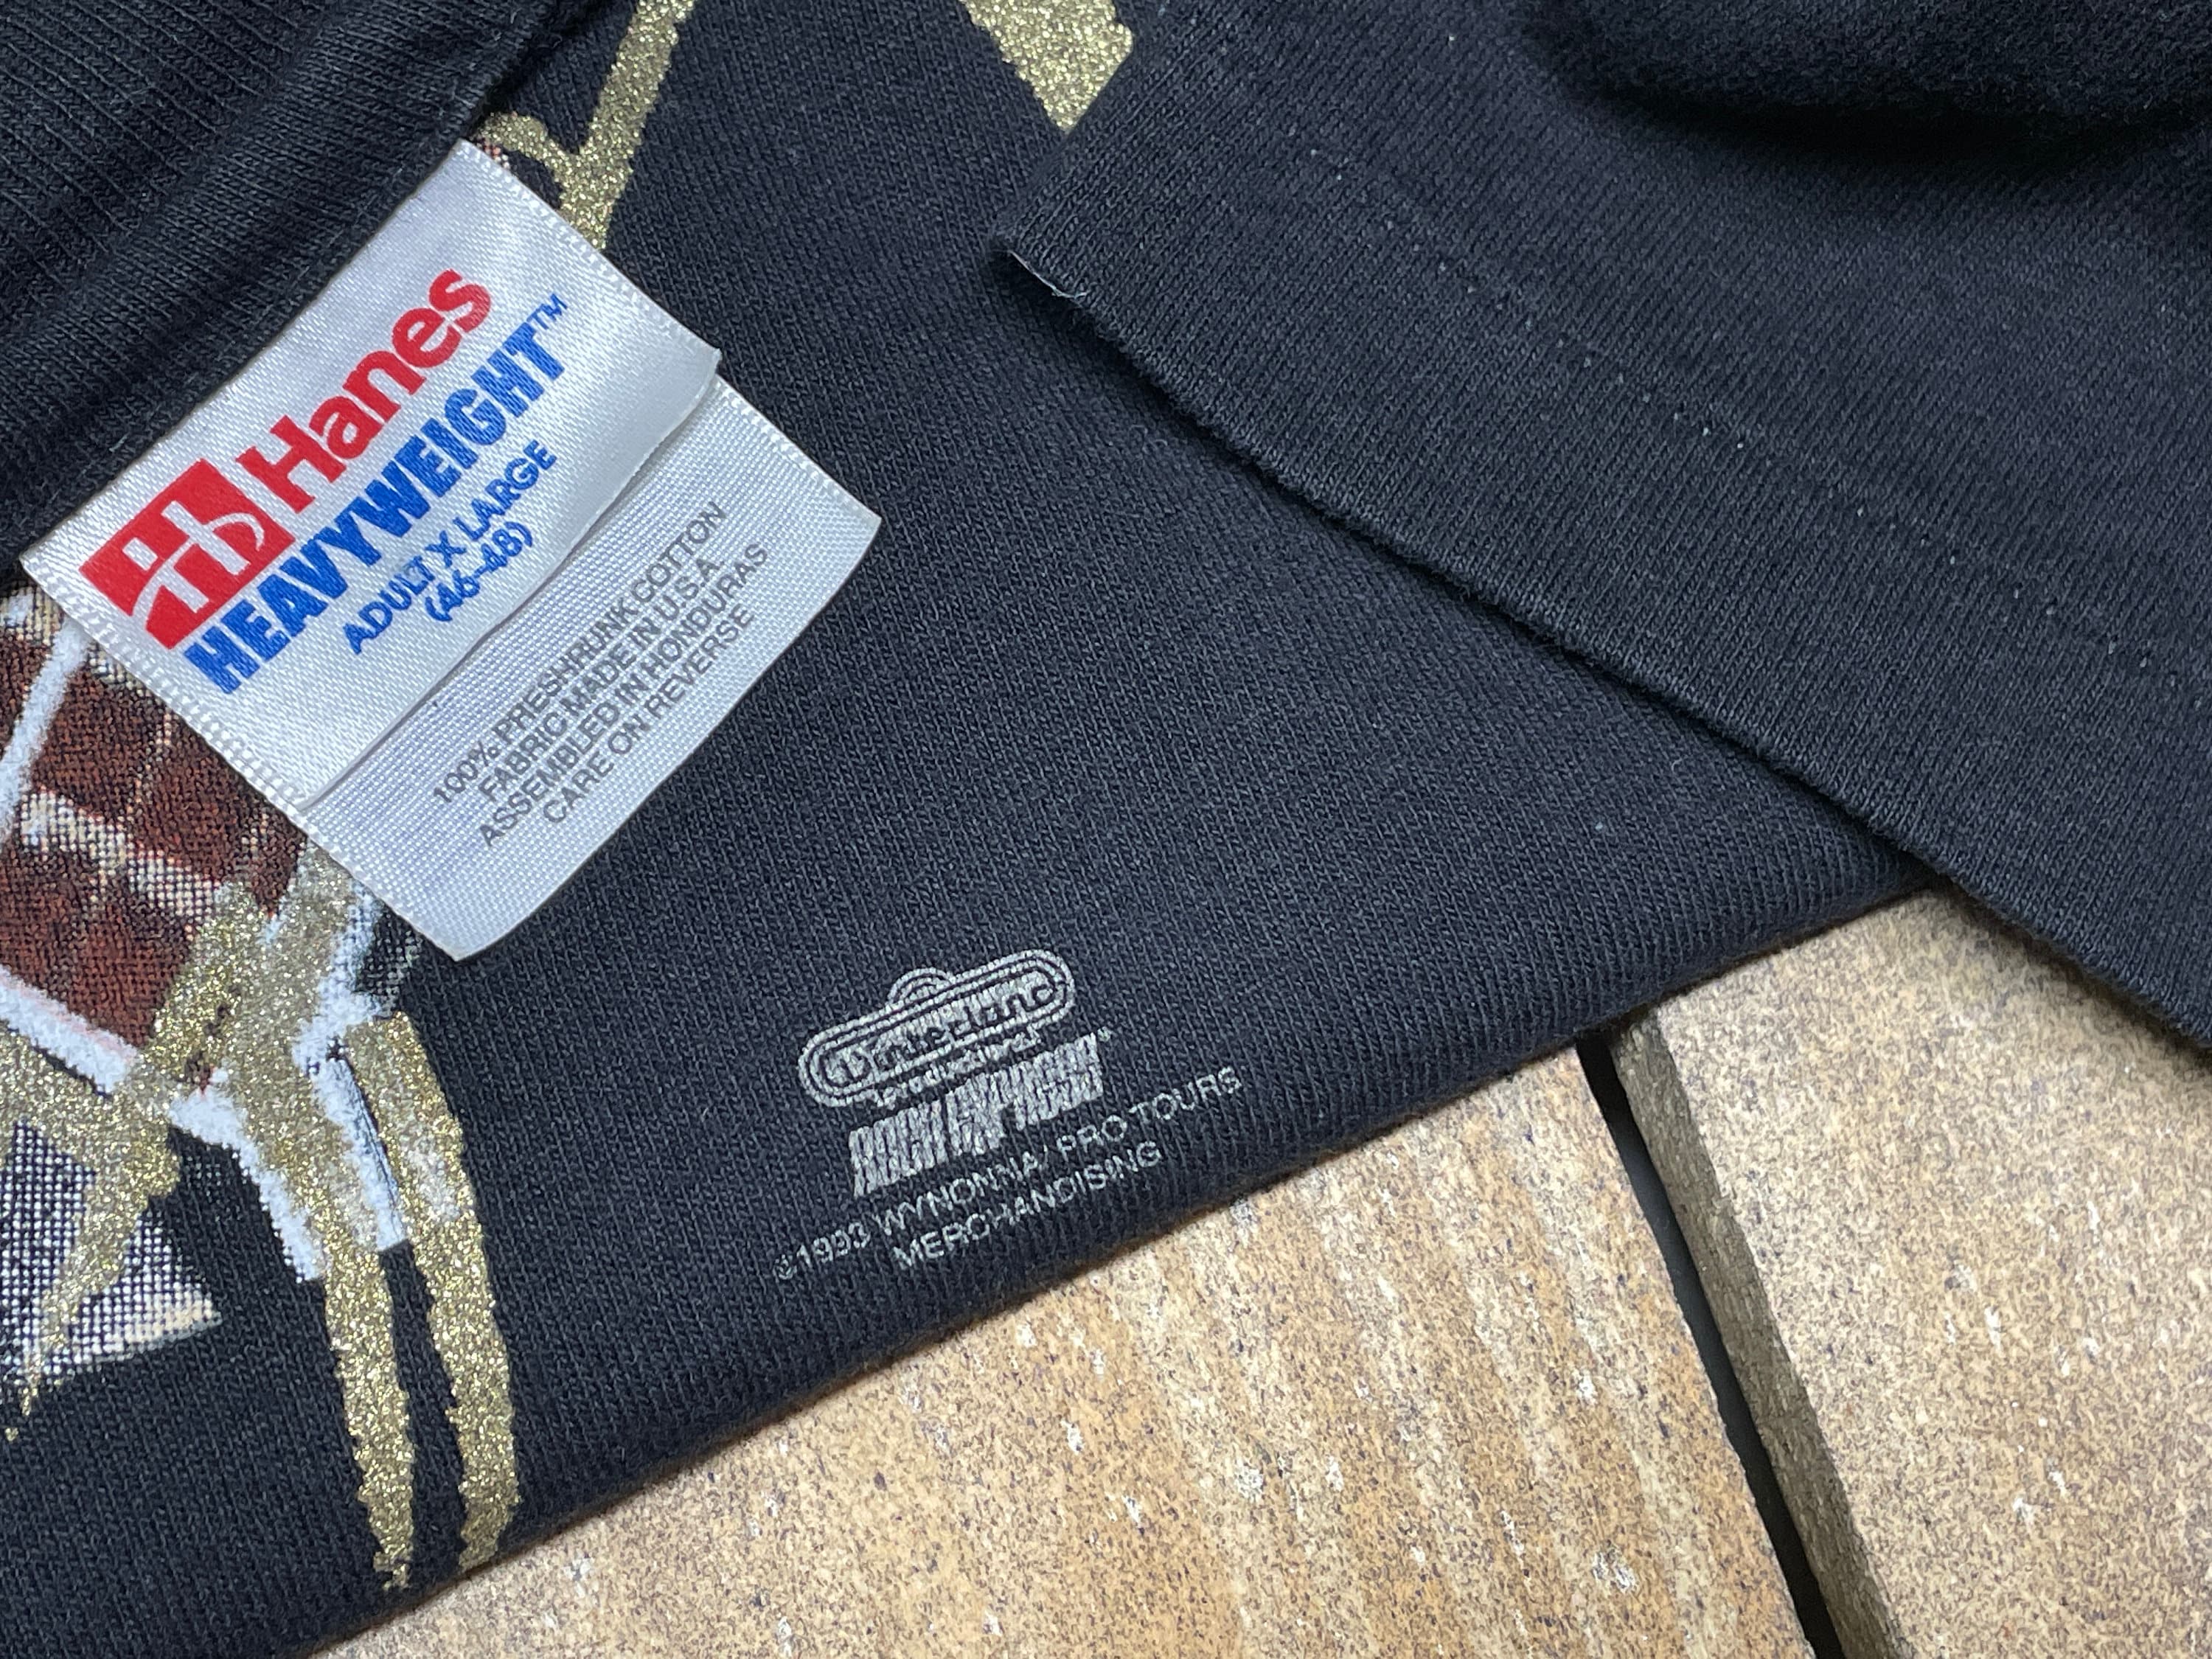 Hanes
HEAVYWEIGHT™
ADULT X LARGE
(46-48)
100% PRESHRUNK COTTON
FABRIC MADE IN U.S.A.
ASSEMBLED IN HONDURAS
CARE ON REVERSE
©1993 WYNONNA/ PRO TOURS
MERCHANDISING